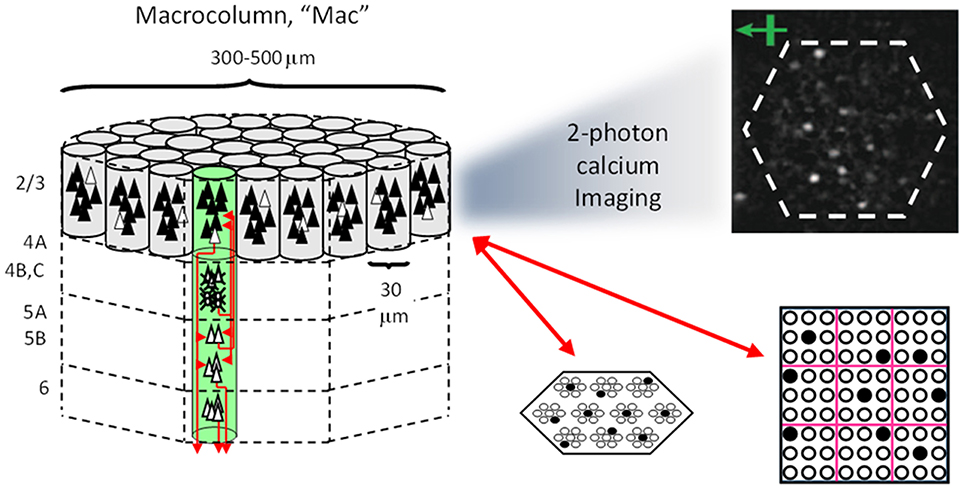 Macrocolumn, “Mac”
300-500 μm
2/3
4A
4B,C
5A
5B
6
30
μm
2-photon
calcium
Imaging